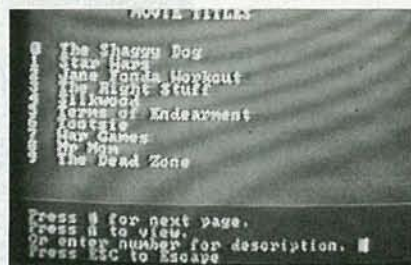 MOVIE TITLES
The Shaggy Dog
Star Wars
Jane Fonda Workout
The Right Stuff
Silkwood
Terms of Endearment
Tootsie
War Games
Mr Mom
The Dead Zone
Press # for next page.
Press to view.
Or enter number for description.
Press ESC to Escape